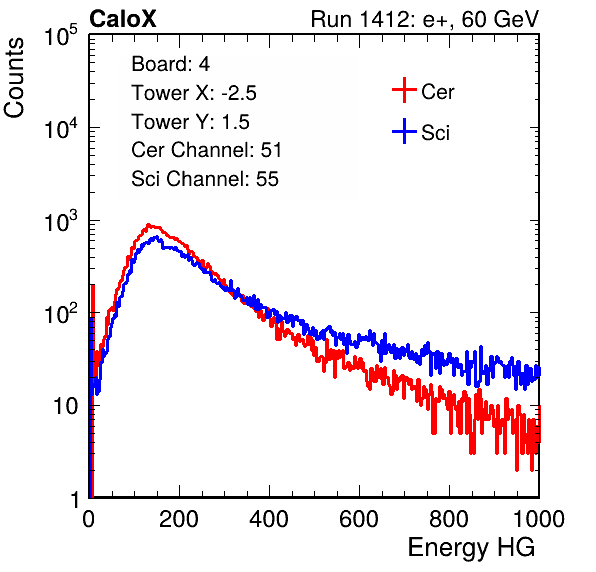 CaloX Run 1412: e+, 60 GeV
Counts
Board: 4
Tower X: -2.5
Tower Y: 1.5
Cer Channel: 51
Sci Channel: 55
Cer
Sci
10^5
10^4
10^3
10^2
10
1
0 200 400 600 800 1000
Energy HG